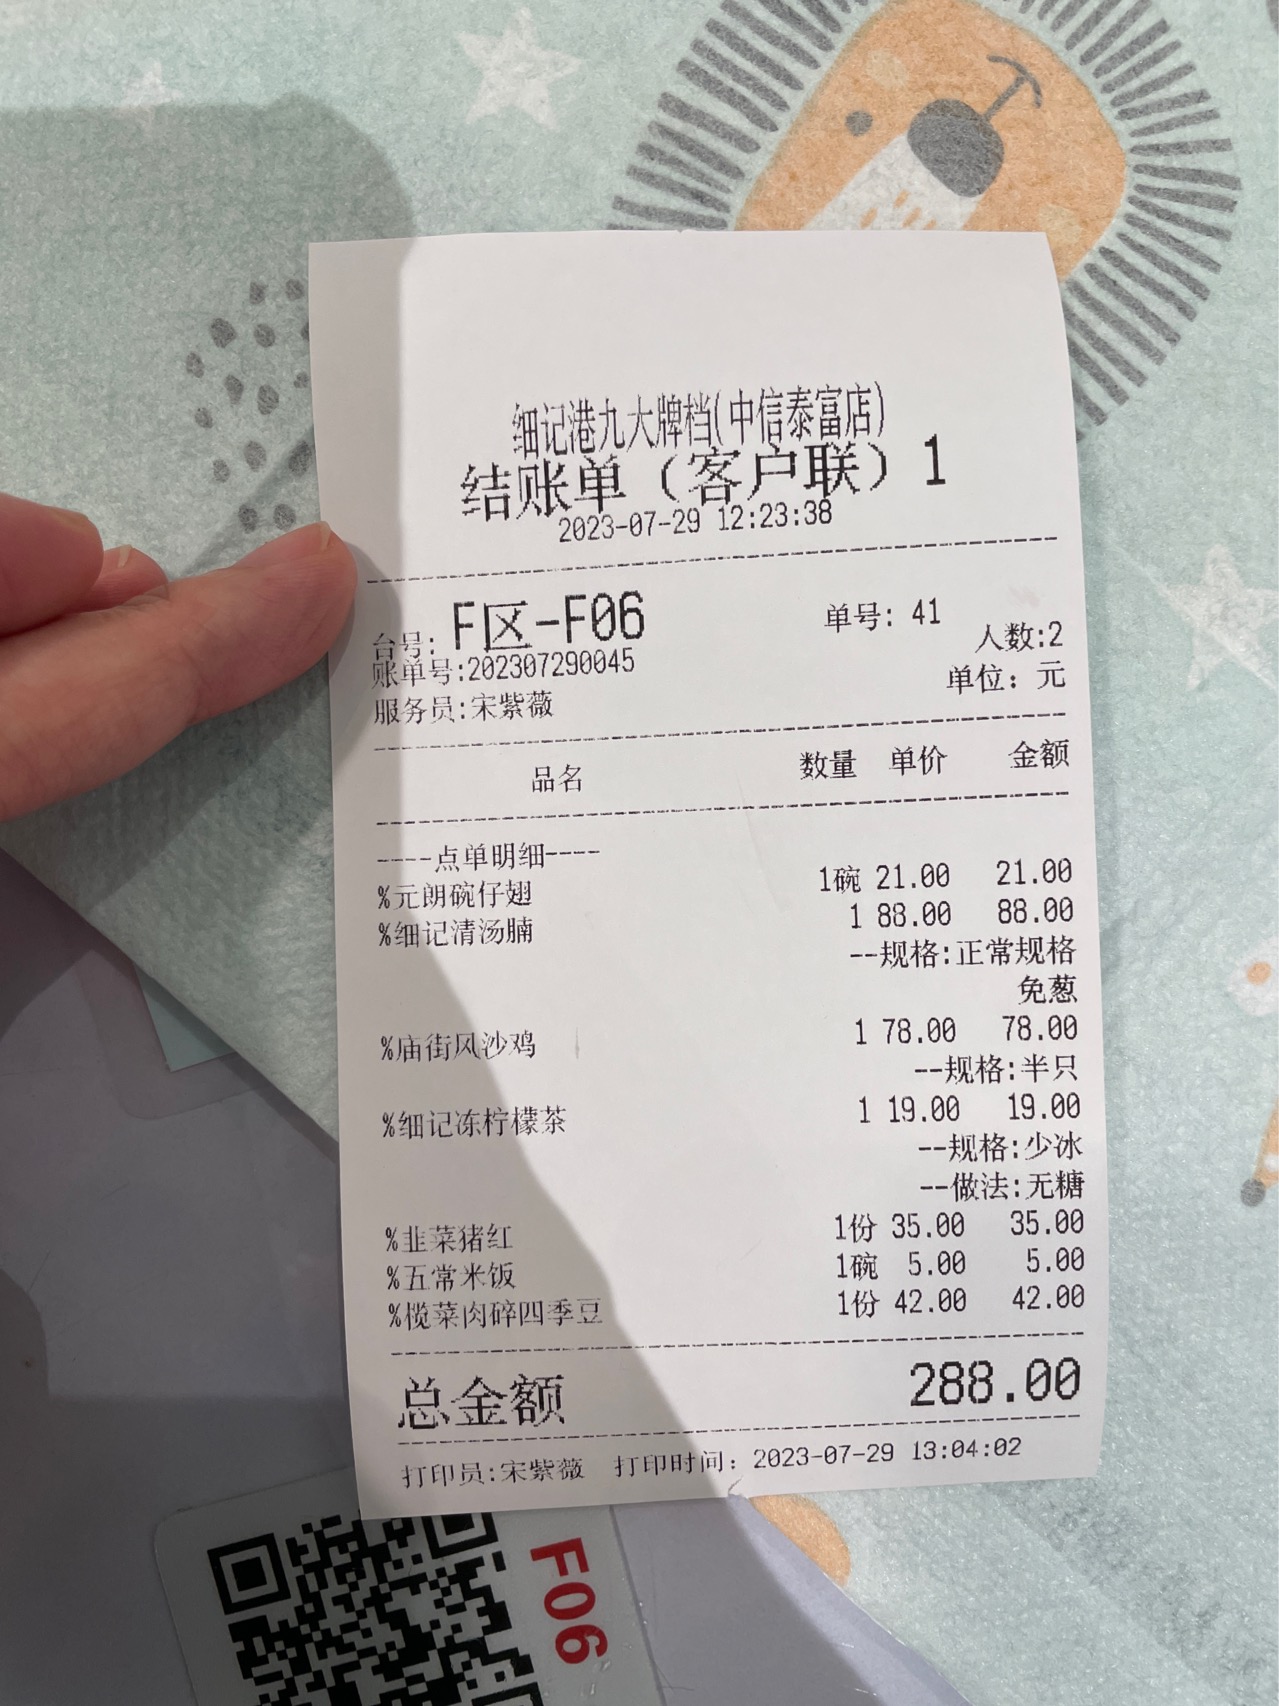 细记港九大牌档(中信泰富店)
结账单（客户联）1
2023-07-29 12:23:38
台号: F区-F06 单号: 41
人数:2
账单号:202307290045
单位：元
服务员:宋紫薇
品名 数量 单价 金额
----点单明细----
%元朗碗仔翅 1碗 21.00 21.00
%细记清汤腩 1 88.00 88.00
--规格:正常规格
免葱
%庙街风沙鸡 1 78.00 78.00
--规格:半只
%细记冻柠檬茶 1 19.00 19.00
--规格:少冰
--做法:无糖
%韭菜猪红 1份 35.00 35.00
%五常米饭 1碗 5.00 5.00
%榄菜肉碎四季豆 1份 42.00 42.00
总金额 288.00
打印员:宋紫薇 打印时间：2023-07-29 13:04:02
F06